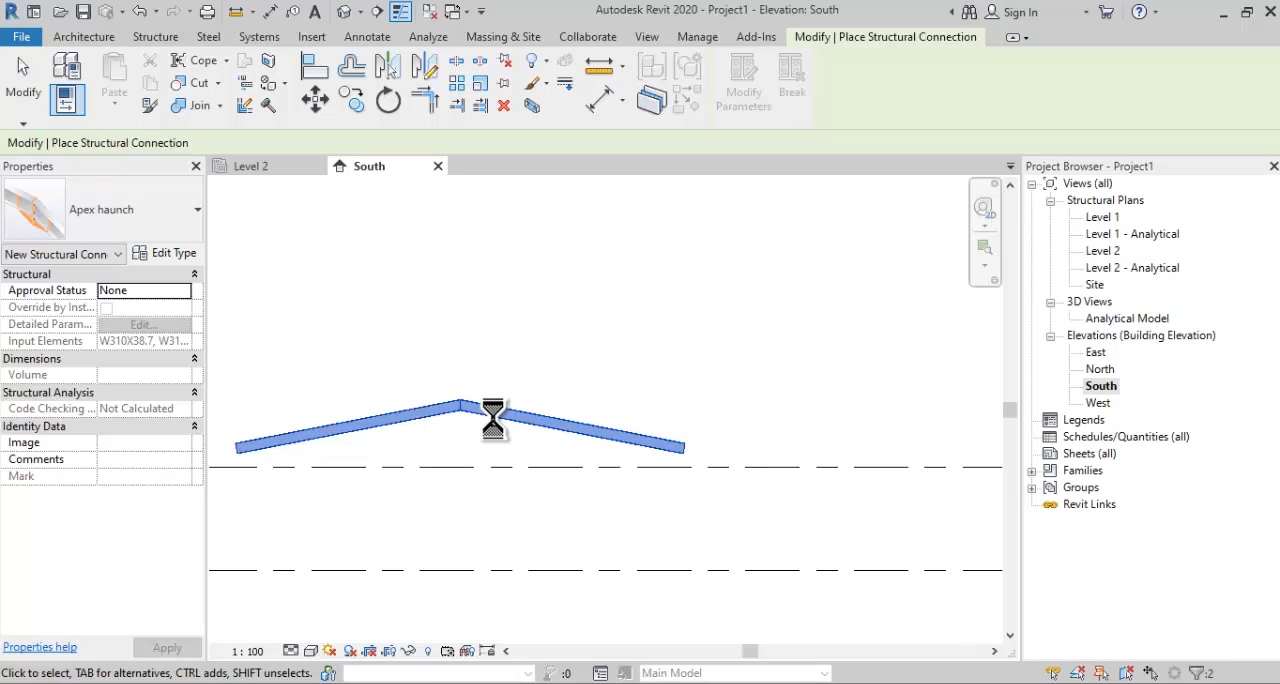 Autodesk Revit 2020 - Project1 - Elevation: South
Sign In
File Architecture Structure Steel Systems Insert Annotate Analyze Massing & Site Collaborate View Manage Add-Ins Modify | Place Structural Connection
Modify
Paste
Cope
Cut
Join
Modify Parameters
Break
Modify | Place Structural Connection
Properties
Level 2
South
Project Browser - Project1
Apex haunch
New Structural Conn
Edit Type
Structural
Approval Status None
Override by Inst...
Detailed Param... Edit...
Input Elements W310X38.7, W31...
Dimensions
Volume
Structural Analysis
Code Checking ... Not Calculated
Identity Data
Image
Comments
Mark
Properties help
Apply
2D
Views (all)
Structural Plans
Level 1
Level 1 - Analytical
Level 2
Level 2 - Analytical
Site
3D Views
Analytical Model
Elevations (Building Elevation)
East
North
South
West
Legends
Schedules/Quantities (all)
Sheets (all)
Families
Groups
Revit Links
1 : 100
Click to select, TAB for alternatives, CTRL adds, SHIFT unselects.
:0
Main Model
:2